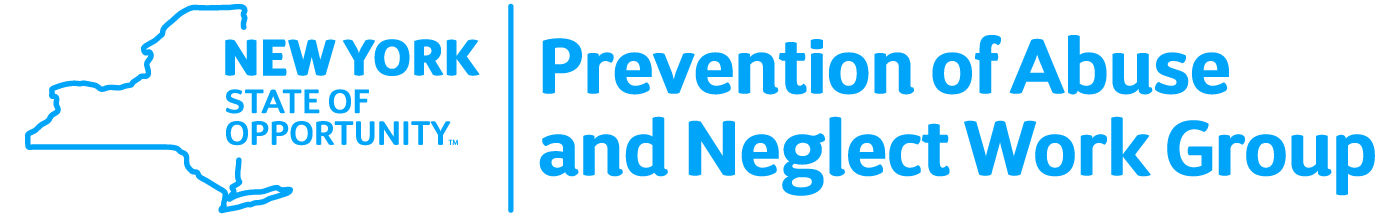 NEW YORK
STATE OF
OPPORTUNITY™
Prevention of Abuse
and Neglect Work Group